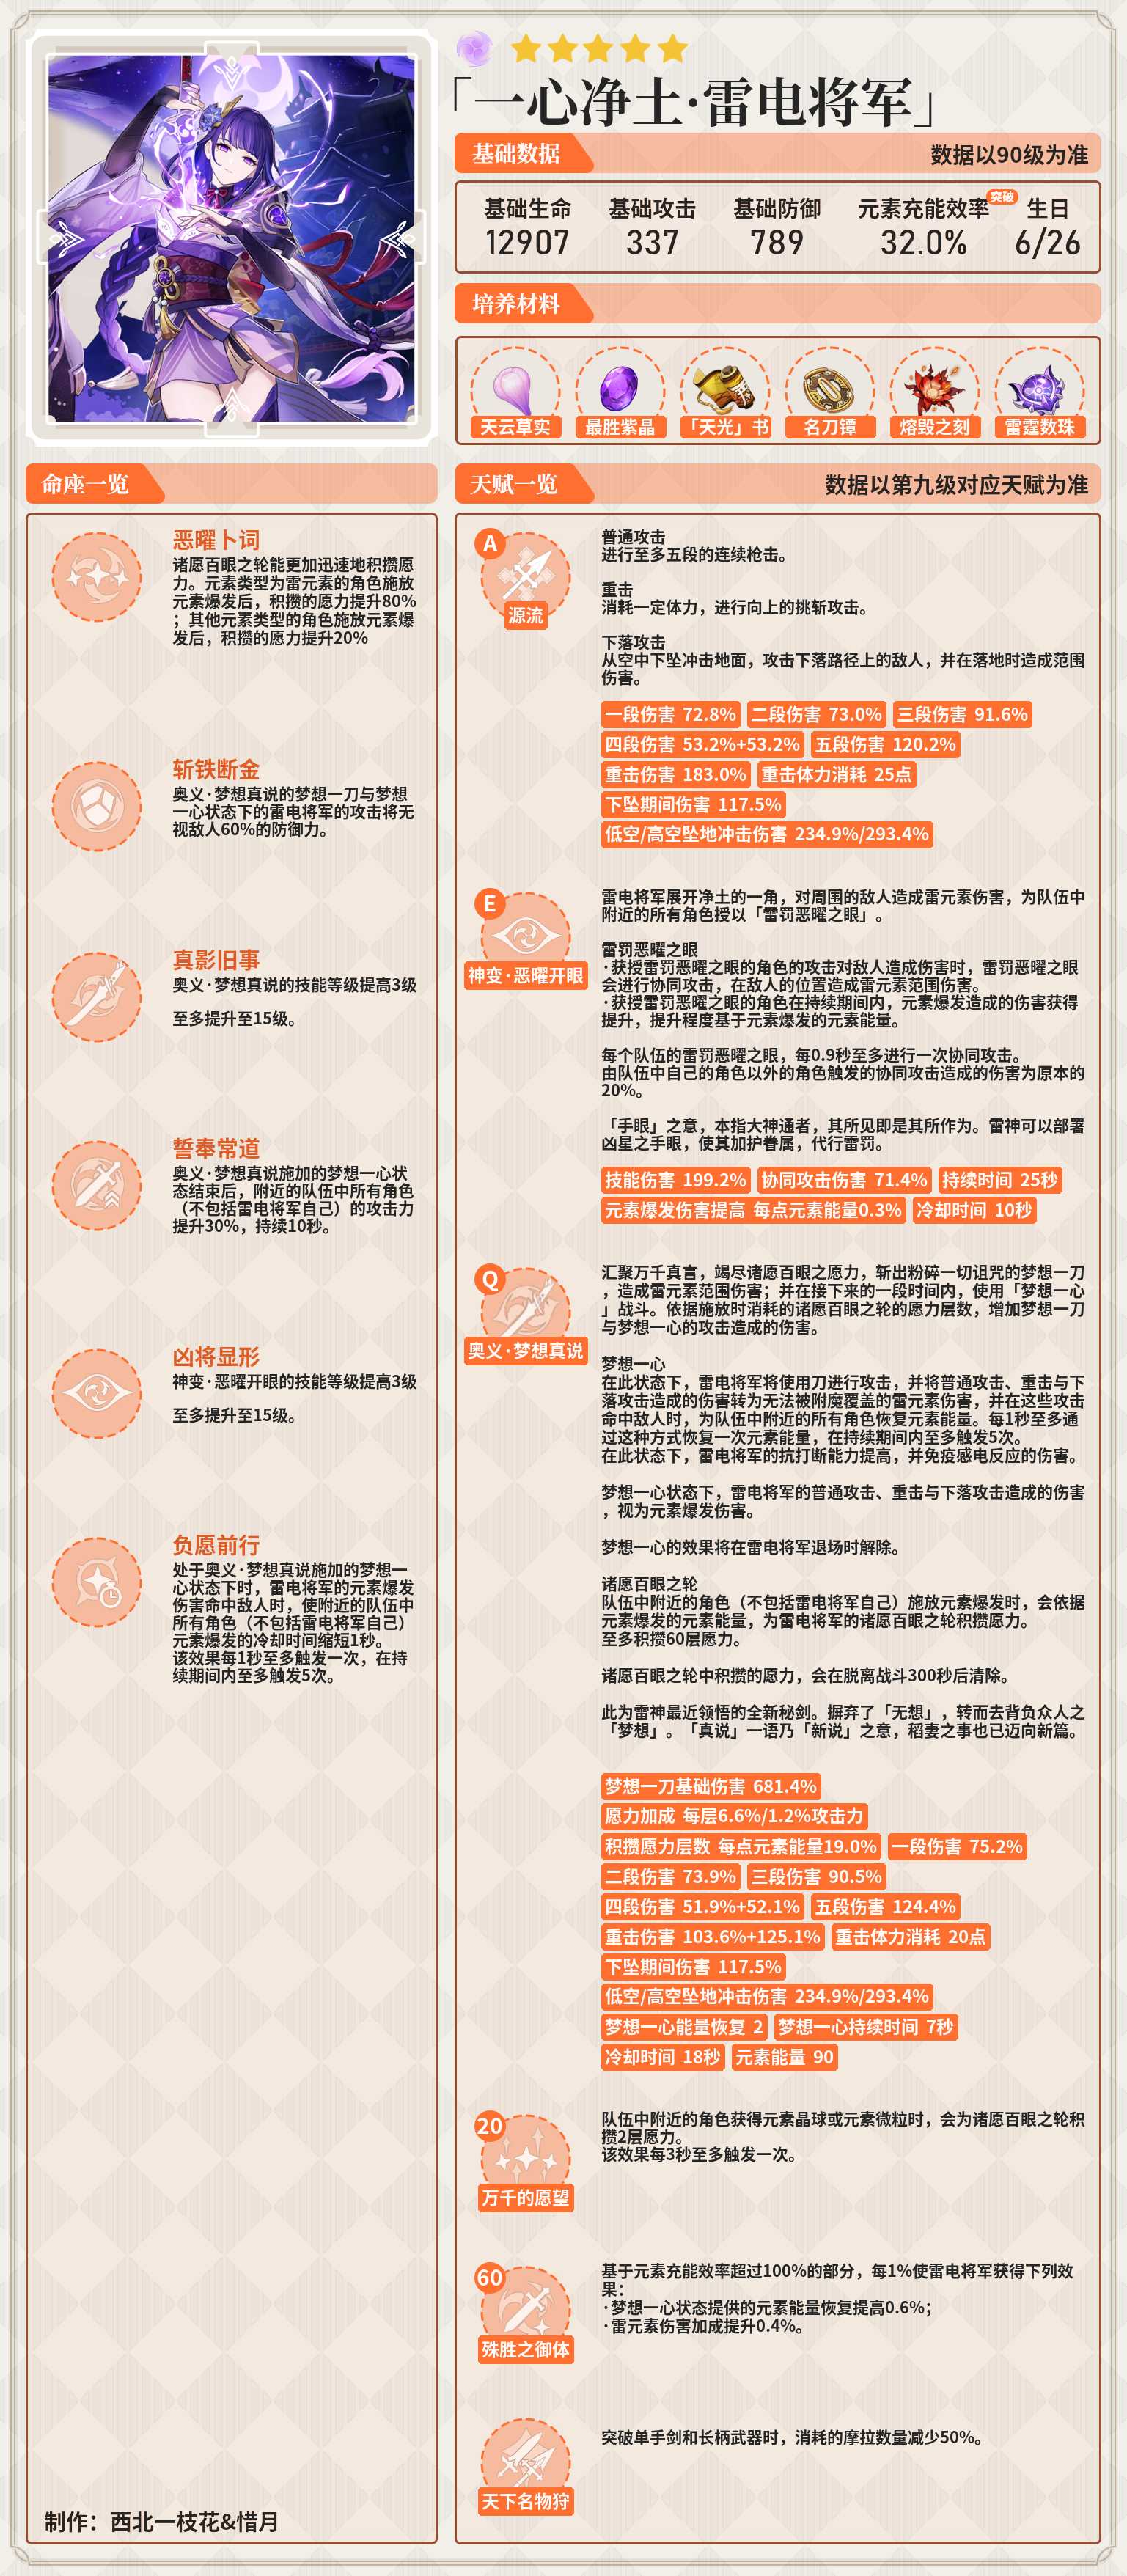 「一心净土·雷电将军」
基础数据
数据以90级为准
基础生命
基础攻击
基础防御
元素充能效率
突破
生日
12907
337
789
32.0%
6/26
培养材料
天云草实
最胜紫晶
「天光」书
名刀镡
熔毁之刻
雷霆数珠
命座一览
恶曜卜词
诸愿百眼之轮能更加迅速地积攒愿
力。元素类型为雷元素的角色施放
元素爆发后，积攒的愿力提升80%
；其他元素类型的角色施放元素爆
发后，积攒的愿力提升20%
斩铁断金
奥义·梦想真说的梦想一刀与梦想
一心状态下的雷电将军的攻击将无
视敌人60%的防御力。
真影旧事
奥义·梦想真说的技能等级提高3级
至多提升至15级。
誓奉常道
奥义·梦想真说施加的梦想一心状
态结束后，附近的队伍中所有角色
（不包括雷电将军自己）的攻击力
提升30%，持续10秒。
凶将显形
神变·恶曜开眼的技能等级提高3级
至多提升至15级。
负愿前行
处于奥义·梦想真说施加的梦想一
心状态下时，雷电将军的元素爆发
伤害命中敌人时，使附近的队伍中
所有角色（不包括雷电将军自己）
元素爆发的冷却时间缩短1秒。
该效果每1秒至多触发一次，在持
续期间内至多触发5次。
制作：西北一枝花&惜月
天赋一览
数据以第九级对应天赋为准
A
源流
普通攻击
进行至多五段的连续枪击。
重击
消耗一定体力，进行向上的挑斩攻击。
下落攻击
从空中下坠冲击地面，攻击下落路径上的敌人，并在落地时造成范围
伤害。
一段伤害 72.8% 二段伤害 73.0% 三段伤害 91.6%
四段伤害 53.2%+53.2% 五段伤害 120.2%
重击伤害 183.0% 重击体力消耗 25点
下坠期间伤害 117.5%
低空/高空坠地冲击伤害 234.9%/293.4%
E
神变·恶曜开眼
雷电将军展开净土的一角，对周围的敌人造成雷元素伤害，为队伍中
附近的所有角色授以「雷罚恶曜之眼」。
雷罚恶曜之眼
·获授雷罚恶曜之眼的角色的攻击对敌人造成伤害时，雷罚恶曜之眼
会进行协同攻击，在敌人的位置造成雷元素范围伤害。
·获授雷罚恶曜之眼的角色在持续期间内，元素爆发造成的伤害获得
提升，提升程度基于元素爆发的元素能量。
每个队伍的雷罚恶曜之眼，每0.9秒至多进行一次协同攻击。
由队伍中自己的角色以外的角色触发的协同攻击造成的伤害为原本的
20%。
「手眼」之意，本指大神通者，其所见即是其所作为。雷神可以部署
凶星之手眼，使其加护眷属，代行雷罚。
技能伤害 199.2% 协同攻击伤害 71.4% 持续时间 25秒
元素爆发伤害提高 每点元素能量0.3% 冷却时间 10秒
Q
奥义·梦想真说
汇聚万千真言，竭尽诸愿百眼之愿力，斩出粉碎一切诅咒的梦想一刀
，造成雷元素范围伤害；并在接下来的一段时间内，使用「梦想一心
」战斗。依据施放时消耗的诸愿百眼之轮的愿力层数，增加梦想一刀
与梦想一心的攻击造成的伤害。
梦想一心
在此状态下，雷电将军将使用刀进行攻击，并将普通攻击、重击与下
落攻击造成的伤害转为无法被附魔覆盖的雷元素伤害，并在这些攻击
命中敌人时，为队伍中附近的所有角色恢复元素能量。每1秒至多通
过这种方式恢复一次元素能量，在持续期间内至多触发5次。
在此状态下，雷电将军的抗打断能力提高，并免疫感电反应的伤害。
梦想一心状态下，雷电将军的普通攻击、重击与下落攻击造成的伤害
，视为元素爆发伤害。
梦想一心的效果将在雷电将军退场时解除。
诸愿百眼之轮
队伍中附近的角色（不包括雷电将军自己）施放元素爆发时，会依据
元素爆发的元素能量，为雷电将军的诸愿百眼之轮积攒愿力。
至多积攒60层愿力。
诸愿百眼之轮中积攒的愿力，会在脱离战斗300秒后清除。
此为雷神最近领悟的全新秘剑。摒弃了「无想」，转而去背负众人之
「梦想」。「真说」一语乃「新说」之意，稻妻之事也已迈向新篇。
梦想一刀基础伤害 681.4%
愿力加成 每层6.6%/1.2%攻击力
积攒愿力层数 每点元素能量19.0% 一段伤害 75.2%
二段伤害 73.9% 三段伤害 90.5%
四段伤害 51.9%+52.1% 五段伤害 124.4%
重击伤害 103.6%+125.1% 重击体力消耗 20点
下坠期间伤害 117.5%
低空/高空坠地冲击伤害 234.9%/293.4%
梦想一心能量恢复 2 梦想一心持续时间 7秒
冷却时间 18秒 元素能量 90
20
万千的愿望
队伍中附近的角色获得元素晶球或元素微粒时，会为诸愿百眼之轮积
攒2层愿力。
该效果每3秒至多触发一次。
60
殊胜之御体
基于元素充能效率超过100%的部分，每1%使雷电将军获得下列效
果：
·梦想一心状态提供的元素能量恢复提高0.6%；
·雷元素伤害加成提升0.4%。
天下名物狩
突破单手剑和长柄武器时，消耗的摩拉数量减少50%。